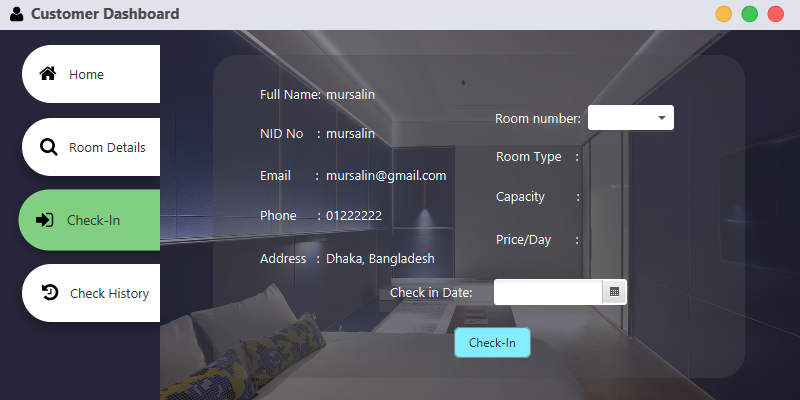 Customer Dashboard
Home
Room Details
Check-In
Check History
Full Name: mursalin
NID No : mursalin
Email : mursalin@gmail.com
Phone : 01222222
Address : Dhaka, Bangladesh
Room number:
Room Type :
Capacity :
Price/Day :
Check in Date:
Check-In